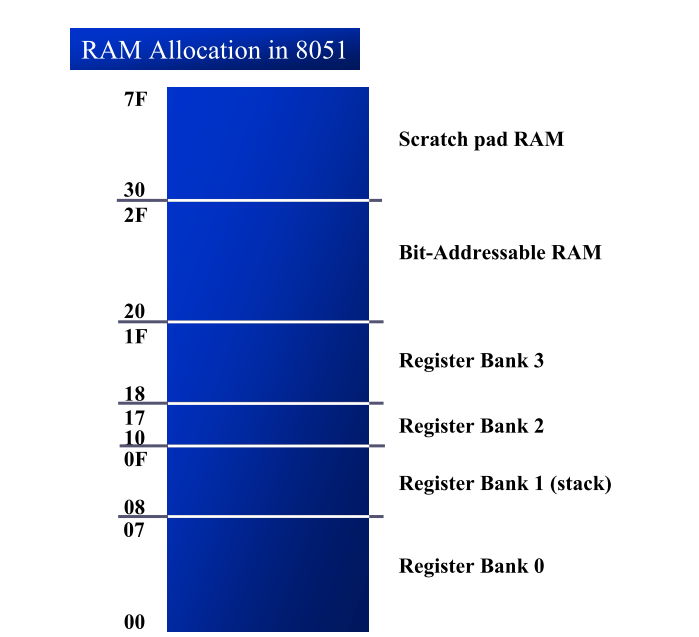 RAM Allocation in 8051
7F
Scratch pad RAM
30
2F
Bit-Addressable RAM
20
1F
Register Bank 3
18
17
Register Bank 2
10
0F
Register Bank 1 (stack)
08
07
Register Bank 0
00